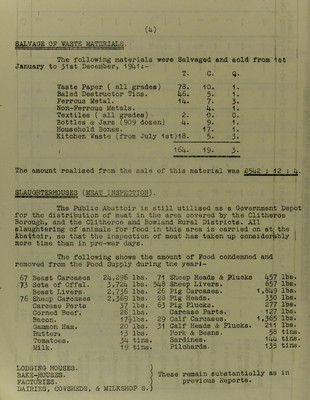 (4)
SALVAGE OF WASTE MATERIALS.
The following materials were Salvaged and sold from 1st
January to 31st December, 1941:-
T. C. Q.
Waste Paper ( all grades) 78. 10. 1.
Baled Destructor Tins. 46. 5. 1.
Ferrous Metal. 14. 7. 3.
Non-Ferrous Metals. 4. 1.
Textiles ( all grades) 2. 0. 0.
Bottles & Jars (909 dozen) 4. 9. 1.
Household Bones. 17. 1.
Kitchen Waste (from July 1st)18. 5. 3.
164. 19. 3.
The amount realised from the sale of this material was £542 : 12 : 4.
SLAUGHTERHOUSES (MEAT INSPECTION).
The Public Abattoir is still utilised as a Government Depot
for the distribution of meat in the area covered by the Clitheroe
Borough, and the Clitheroe and Bowland Rural Districts. All
slaughtering of animals for food in this area is carried on at the
Abattoir, so that the inspection of meat has taken up considerably
more time than in pre-war days.
The following shows the amount of Food condemned and
removed from the Food Supply during the year:-
67 Beast Carcases 24,296 lbs. 71 Sheep Heads & Plucks 457 lbs.
73 Sets of Offal. 3,724 lbs. 548 Sheep Livers. 657 lbs.
Beast Livers. 2,735 lbs. 26 Pig Carcases. 1,849 lbs.
76 Sheep Carcases 2,369 lbs. 28 Pig Heads. 330 lbs.
Carcase Parts 37 lbs. 63 Pig Plucks. 277 lbs.
Corned Beef. 26 lbs. Carcase Parts. 127 lbs.
Bacon. 17½lbs. 29 Calf Carcases. 1,365 lbs.
Gammon Ham. 20 lbs. 31 Calf Heads & Plucks. 211 lbs.
Butter. 13 lbs. Pork & Beans. 58 tins.
Tomatoes. 34 tins. Sardines. 144 tins.
Milk. 19 tins. Pilchards. 135 tins.
LODGING HOUSES.
BAKE-HOUSES.
FACTORIES.
DAIRIES, COWSHEDS, & MILKSHOP S.
These remain substantially as in
previous Reports.